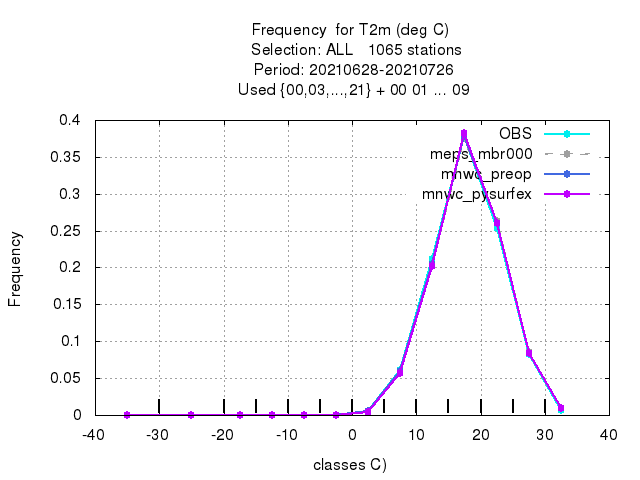 Frequency  for T2m (deg C)
Selection: ALL   1065 stations
Period: 20210628-20210726
Used {00,03,...,21} + 00 01 ... 09
0.4
0.35
0.3
0.25
0.2
0.15
0.1
0.05
0
Frequency
OBS
meps_mbr000
mnwc_preop
mnwc_pysurfex
-40 -30 -20 -10 0 10 20 30 40
classes C)